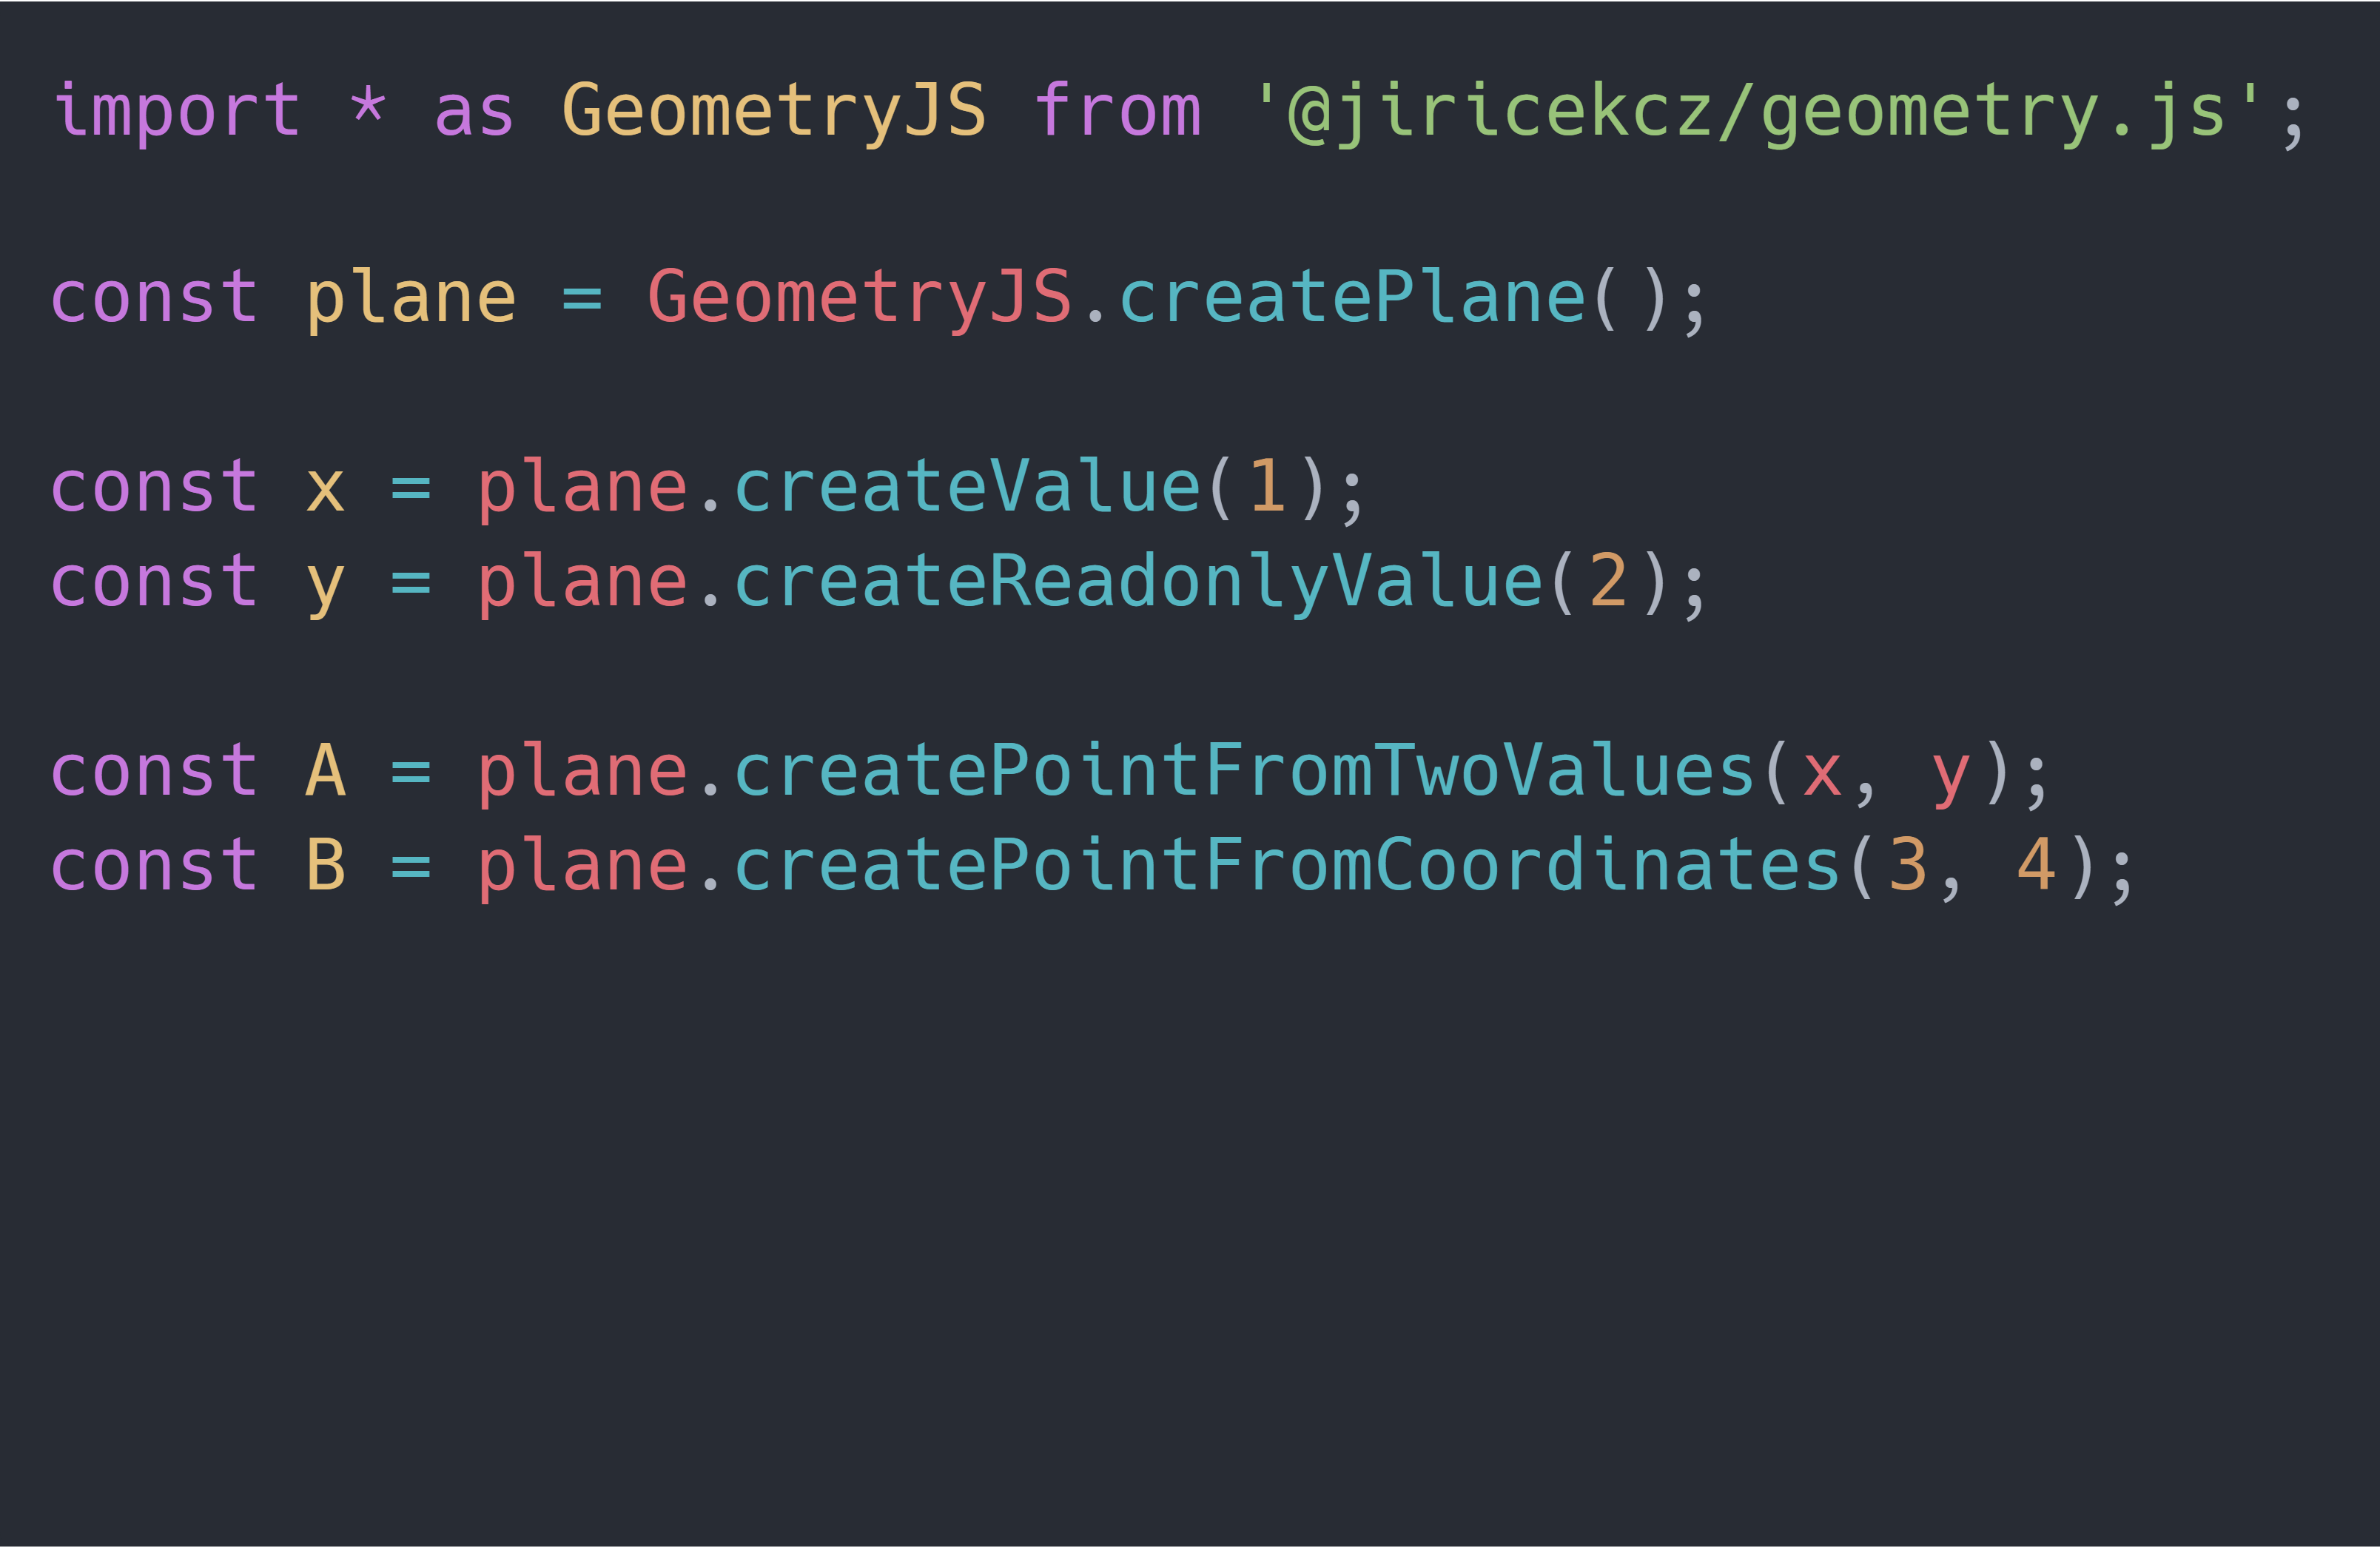 import * as GeometryJS from '@jiricekcz/geometry.js';
const plane = GeometryJS.createPlane();
const x = plane.createValue(1);
const y = plane.createReadonlyValue(2);
const A = plane.createPointFromTwoValues(x, y);
const B = plane.createPointFromCoordinates(3, 4);